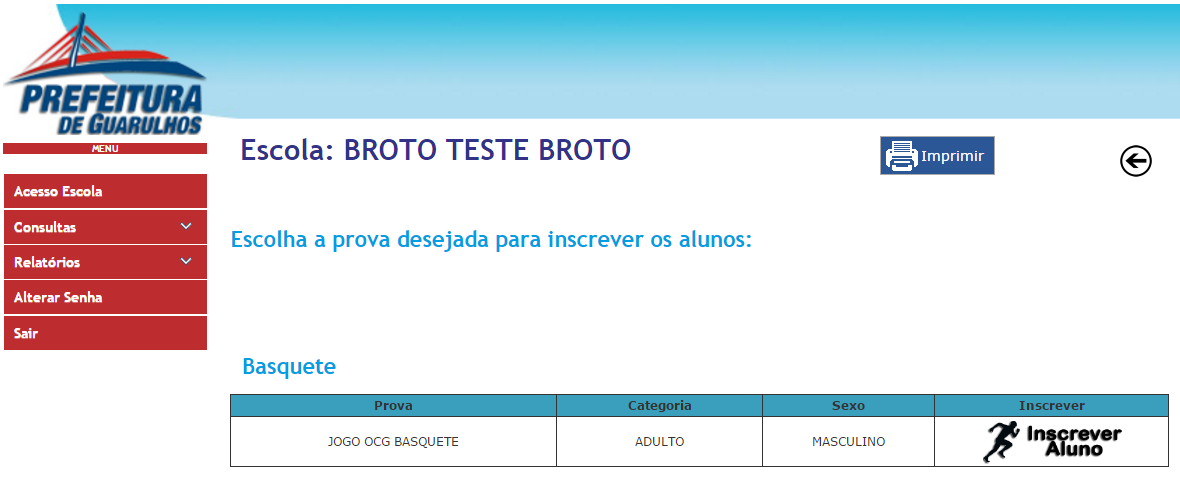 PREFEITURA
DE GUARULHOS
MENU
Acesso Escola
Consultas
Relatórios
Alterar Senha
Sair
Escola: BROTO TESTE BROTO
Imprimir
Escolha a prova desejada para inscrever os alunos:
Basquete
Prova Categoria Sexo Inscrever
JOGO OCG BASQUETE ADULTO MASCULINO Inscrever
Aluno